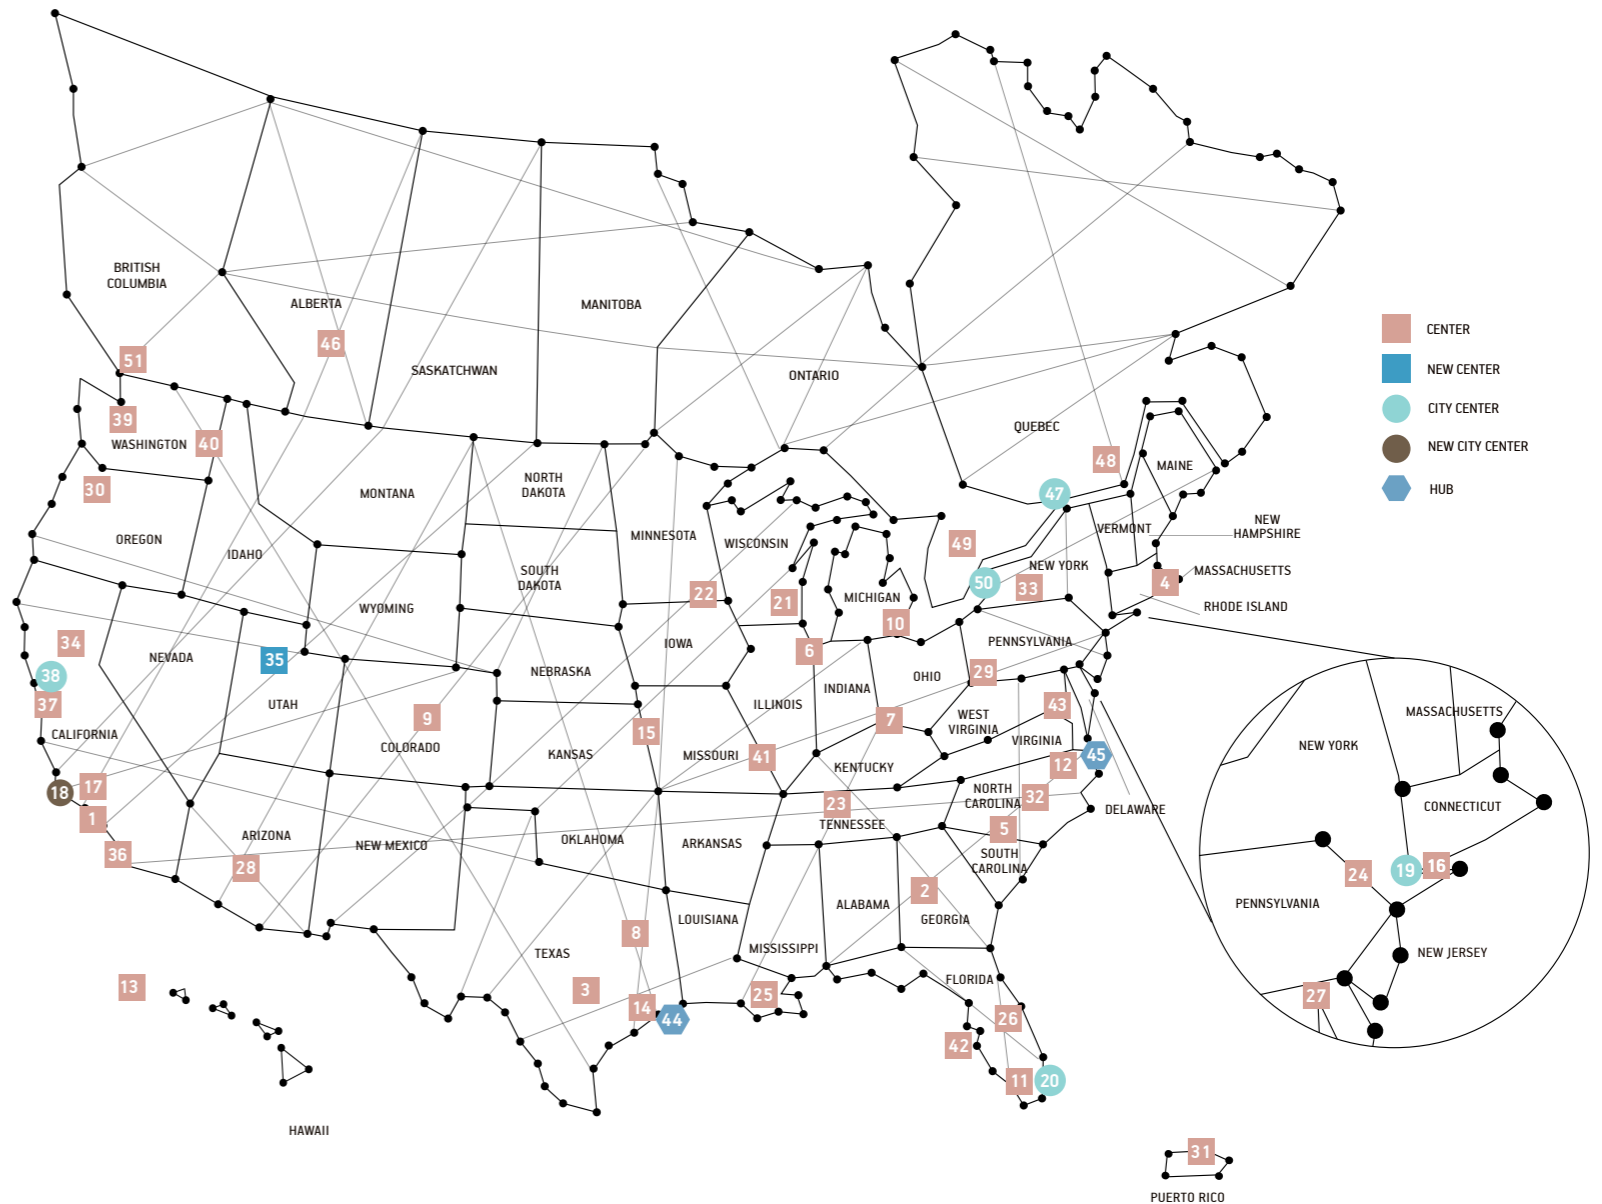 BRITISH
COLUMBIA
ALBERTA
MANITOBA
SASKATCHWAN
ONTARIO
QUEBEC
51
46
39
WASHINGTON
40
30
OREGON
IDAHO
MONTANA
NORTH
DAKOTA
SOUTH
DAKOTA
MINNESOTA
WISCONSIN
48
47
MAINE
VERMONT
NEW
HAMPSHIRE
49
50
NEW YORK
33
4
MASSACHUSETTS
RHODE ISLAND
WYOMING
22
21
MICHIGAN
10
34
38
37
CALIFORNIA
NEVADA
35
UTAH
9
COLORADO
NEBRASKA
IOWA
6
ILLINOIS
INDIANA
OHIO
PENNSYLVANIA
29
WEST
VIRGINIA
43
VIRGINIA
45
12
15
KANSAS
MISSOURI
41
7
KENTUCKY
18
17
1
36
ARIZONA
28
NEW MEXICO
OKLAHOMA
ARKANSAS
23
TENNESSEE
NORTH
CAROLINA
32
DELAWARE
5
SOUTH
CAROLINA
2
ALABAMA
GEORGIA
LOUISIANA
MISSISSIPPI
8
TEXAS
3
14
44
25
FLORIDA
26
42
11
20
13
HAWAII
31
PUERTO RICO
CENTER
NEW CENTER
CITY CENTER
NEW CITY CENTER
HUB
MASSACHUSETTS
NEW YORK
CONNECTICUT
24
19
16
PENNSYLVANIA
NEW JERSEY
27